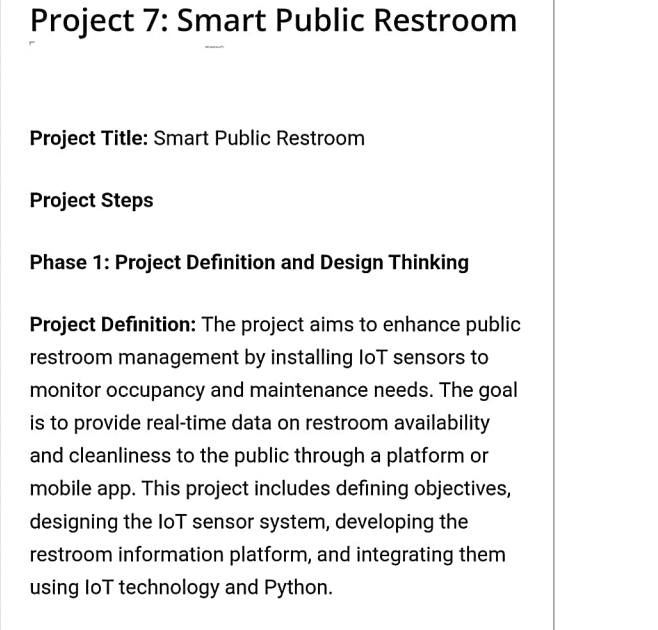 Project 7: Smart Public Restroom
Project Title: Smart Public Restroom
Project Steps
Phase 1: Project Definition and Design Thinking
Project Definition: The project aims to enhance public
restroom management by installing IoT sensors to
monitor occupancy and maintenance needs. The goal
is to provide real-time data on restroom availability
and cleanliness to the public through a platform or
mobile app. This project includes defining objectives,
designing the IoT sensor system, developing the
restroom information platform, and integrating them
using IoT technology and Python.